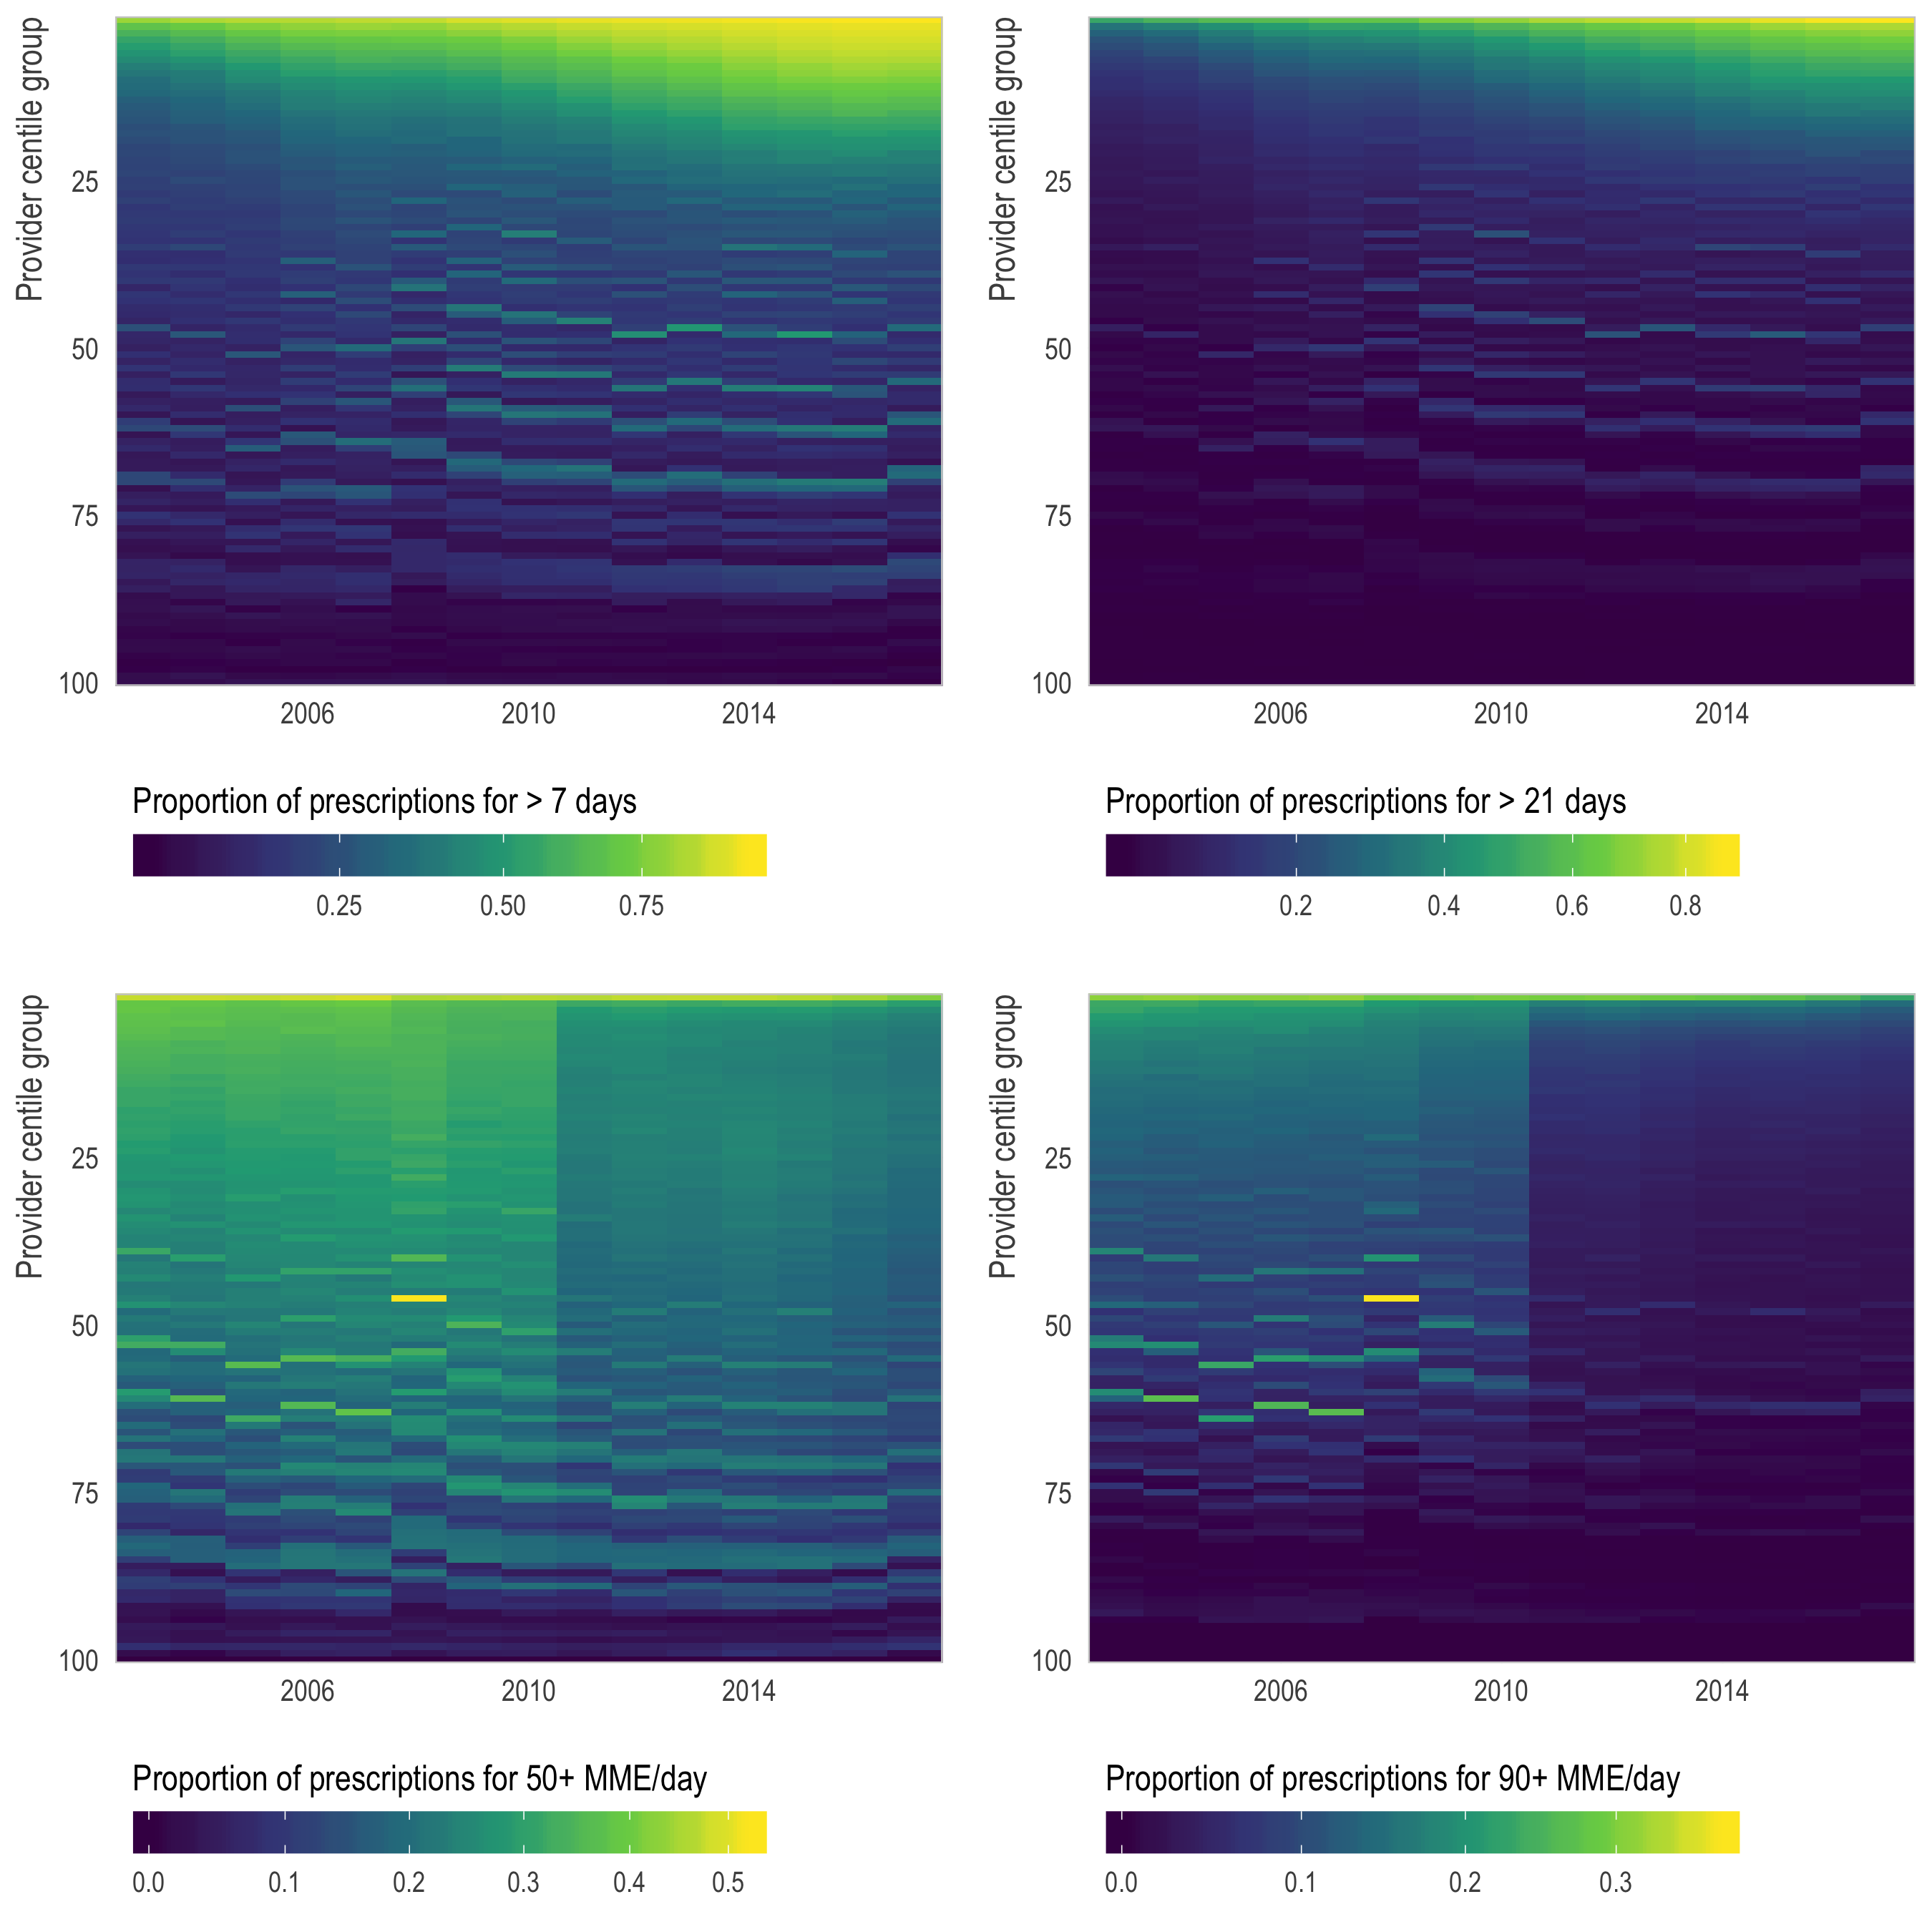 Provider centile group
25
50
75
100
2006 2010 2014
Proportion of prescriptions for > 7 days
0.25 0.50 0.75
Provider centile group
25
50
75
100
2006 2010 2014
Proportion of prescriptions for > 21 days
0.2 0.4 0.6 0.8
Provider centile group
25
50
75
100
2006 2010 2014
Proportion of prescriptions for 50+ MME/day
0.0 0.1 0.2 0.3 0.4 0.5
Provider centile group
25
50
75
100
2006 2010 2014
Proportion of prescriptions for 90+ MME/day
0.0 0.1 0.2 0.3